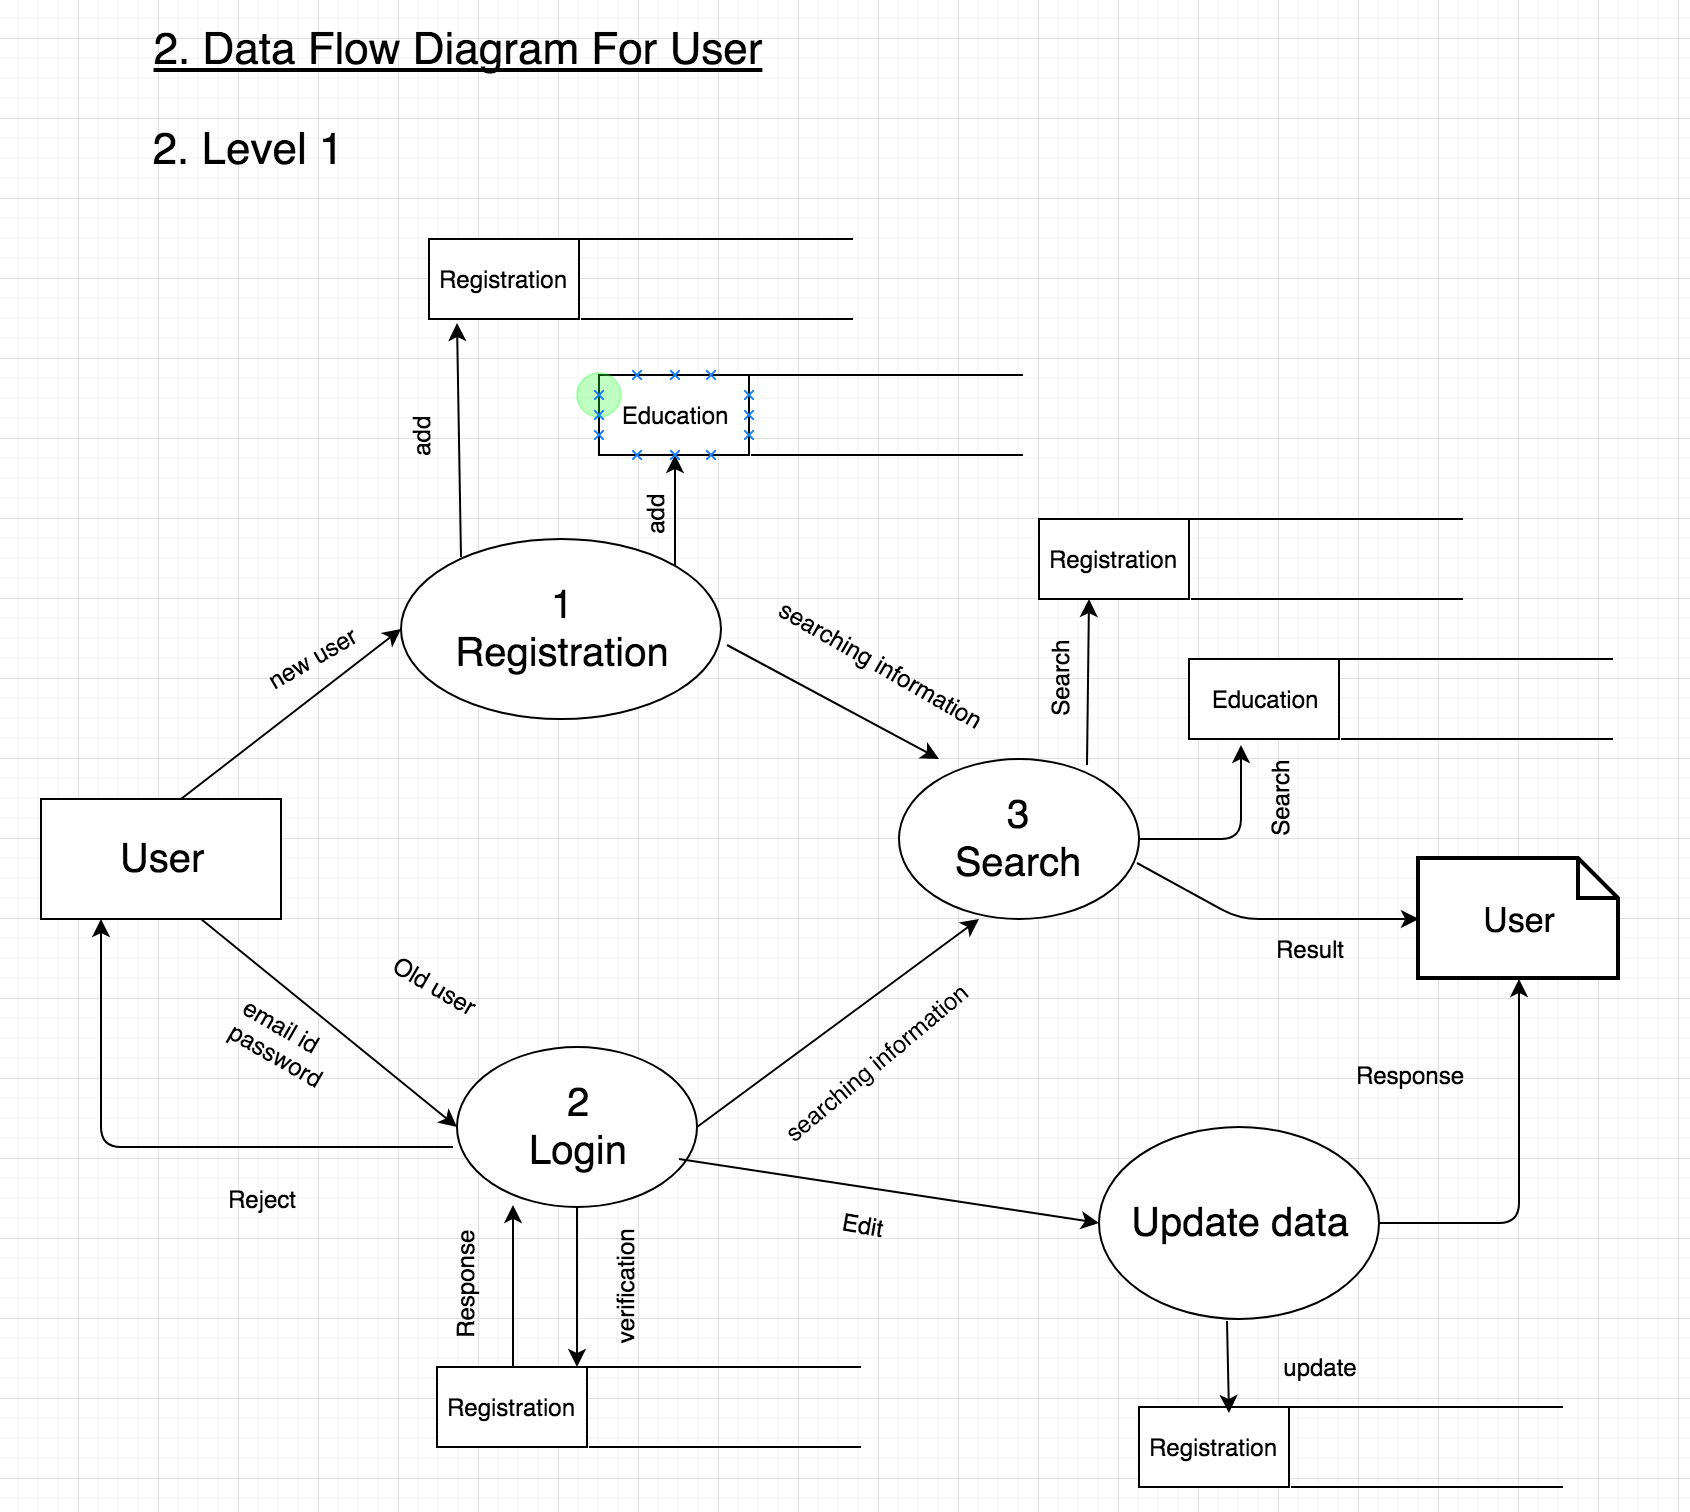 2. Data Flow Diagram For User
2. Level 1
Registration
Education
add
add
Registration
1
Registration
searching information
new user
Search
Education
Search
3
Search
User
User
Result
Old user
email id
password
searching information
Response
2
Login
Update data
Reject
Edit
Response
verification
update
Registration
Registration